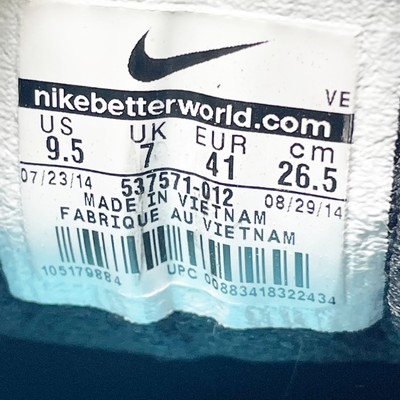 nikebetterworld.com
VE
US UK EUR cm
9.5 7 41 26.5
07/23/14 537571-012 08/29/14
MADE IN VIETNAM
FABRIQUE AU VIETNAM
105179884 UPC 00883418322434